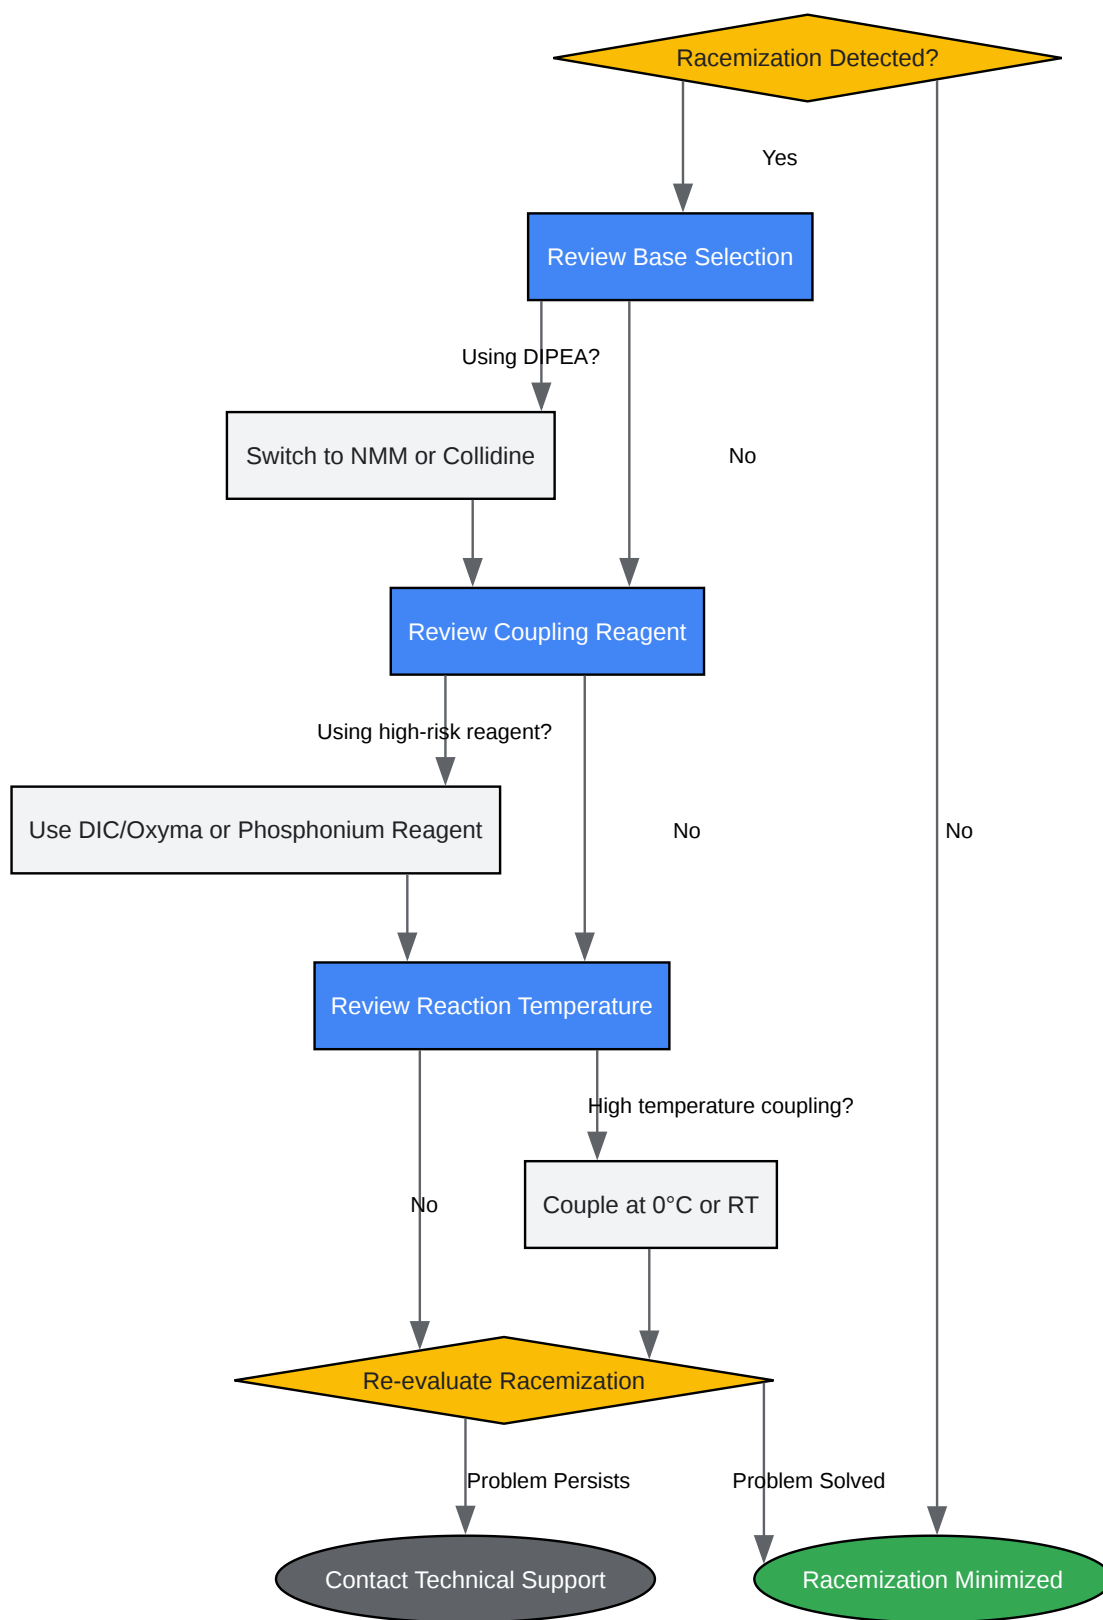 Racemization Detected?
Yes
Review Base Selection
Using DIPEA?
Switch to NMM or Collidine
No
Review Coupling Reagent
Using high-risk reagent?
Use DIC/Oxyma or Phosphonium Reagent
No
No
Review Reaction Temperature
High temperature coupling?
No
Couple at 0°C or RT
Re-evaluate Racemization
Problem Persists
Problem Solved
Contact Technical Support
Racemization Minimized